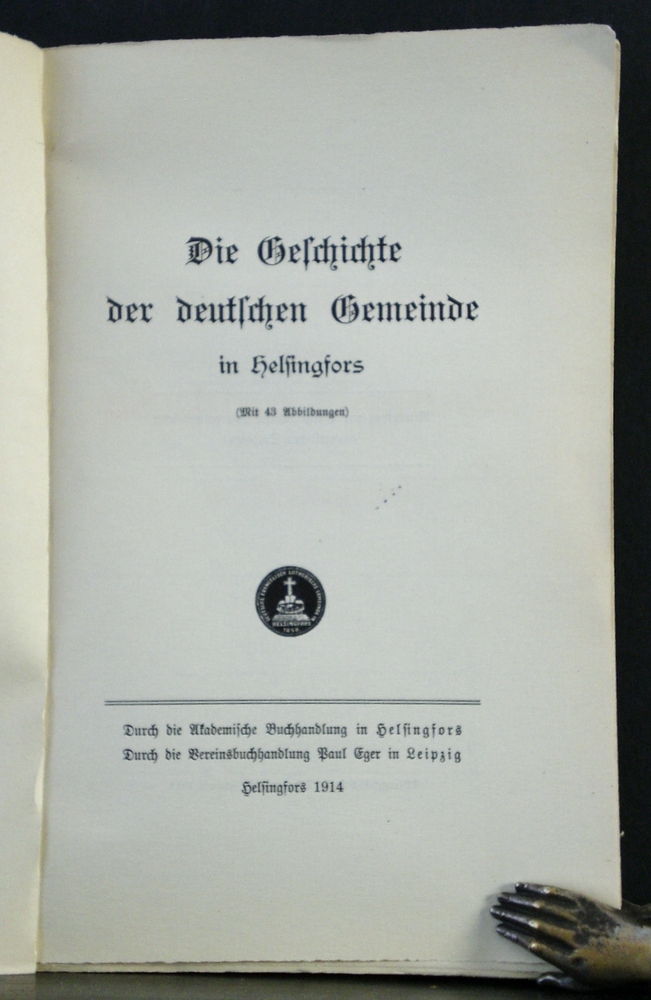 Die Geſchichte
der deutſchen Gemeinde
in Helſingfors
(Mit 43 Abbildungen)
HELSINGFORS
Durch die Akademiſche Buchhandlung in Helſingfors
Durch die Vereinsbuchhandlung Paul Eger in Leipzig
Helſingfors 1914